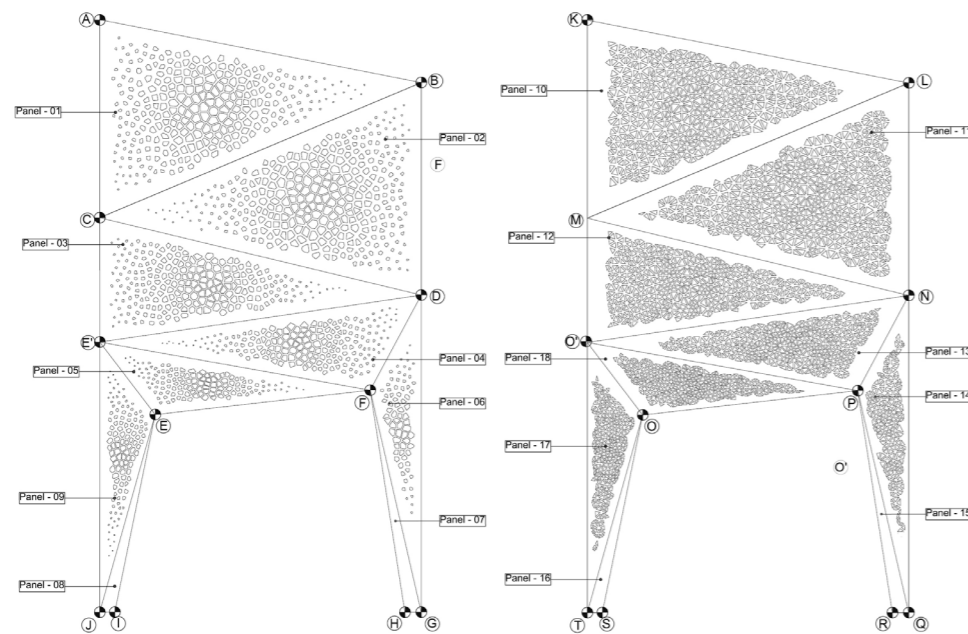 A
B
Panel - 01
Panel - 02
F
C
Panel - 03
D
E'
Panel - 04
Panel - 05
F
Panel - 06
E
Panel - 09
Panel - 07
Panel - 08
J
I
H
G
K
L
Panel - 10
Panel - 11
M
Panel - 12
N
O'
Panel - 18
Panel - 13
Panel - 14
P
O
Panel - 17
O'
Panel - 15
Panel - 16
T
S
R
Q